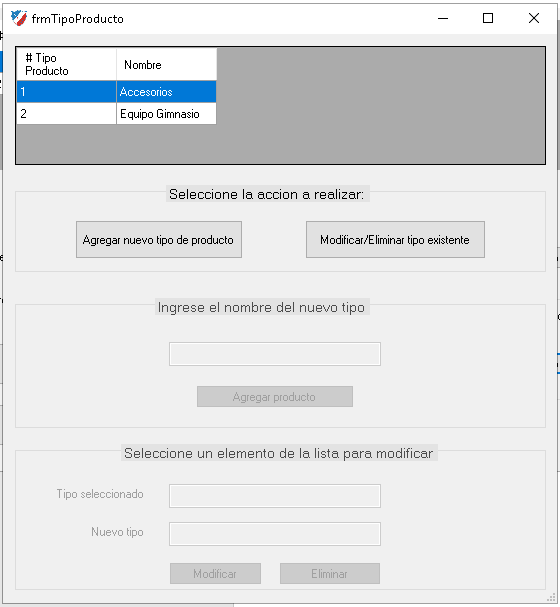 frmTipoProducto
# Tipo
Producto
Nombre
1 Accesorios
2 Equipo Gimnasio
Seleccione la accion a realizar:
Agregar nuevo tipo de producto
Modificar/Eliminar tipo existente
Ingrese el nombre del nuevo tipo
Agregar producto
Seleccione un elemento de la lista para modificar
Tipo seleccionado
Nuevo tipo
Modificar
Eliminar